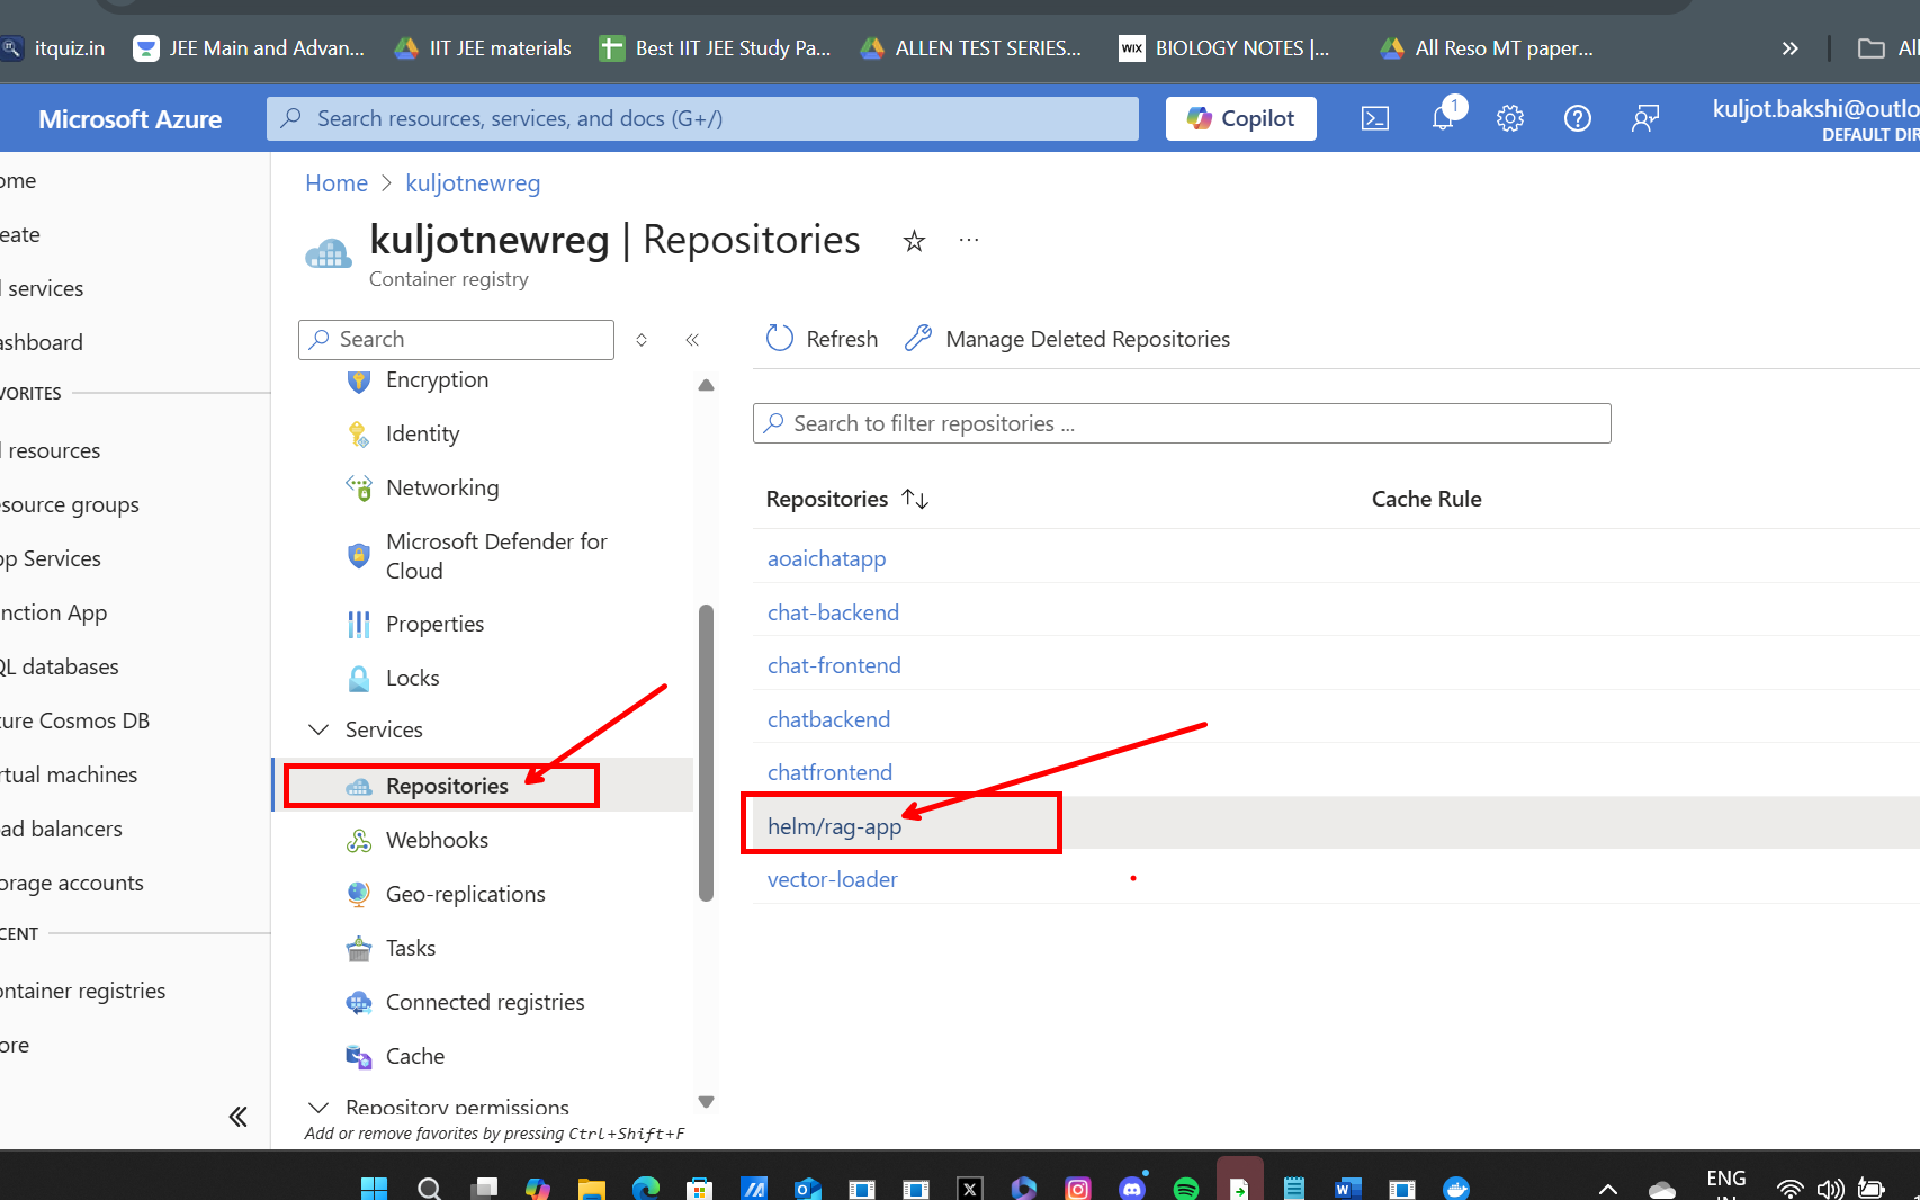 itquiz.in JEE Main and Advan... IIT JEE materials Best IIT JEE Study Pa... ALLEN TEST SERIES... WIX BIOLOGY NOTES |... All Reso MT paper... » All
Microsoft Azure Search resources, services, and docs (G+/) Copilot 1 kuljot.bakshi@outlo
DEFAULT DIR
ome
eate
l services
ashboard
VORITES
l resources
source groups
pp Services
nction App
QL databases
ture Cosmos DB
rtual machines
ad balancers
orage accounts
CENT
ontainer registries
ore
Home > kuljotnewreg
kuljotnewreg | Repositories ...
Container registry
Search
Encryption
Identity
Networking
Microsoft Defender for
Cloud
Properties
Locks
Services
Repositories
Webhooks
Geo-replications
Tasks
Connected registries
Cache
Repository permissions
Add or remove favorites by pressing Ctrl+Shift+F
Refresh Manage Deleted Repositories
Search to filter repositories ...
Repositories Cache Rule
aoaichatapp
chat-backend
chat-frontend
chatbackend
chatfrontend
helm/rag-app
vector-loader
ENG